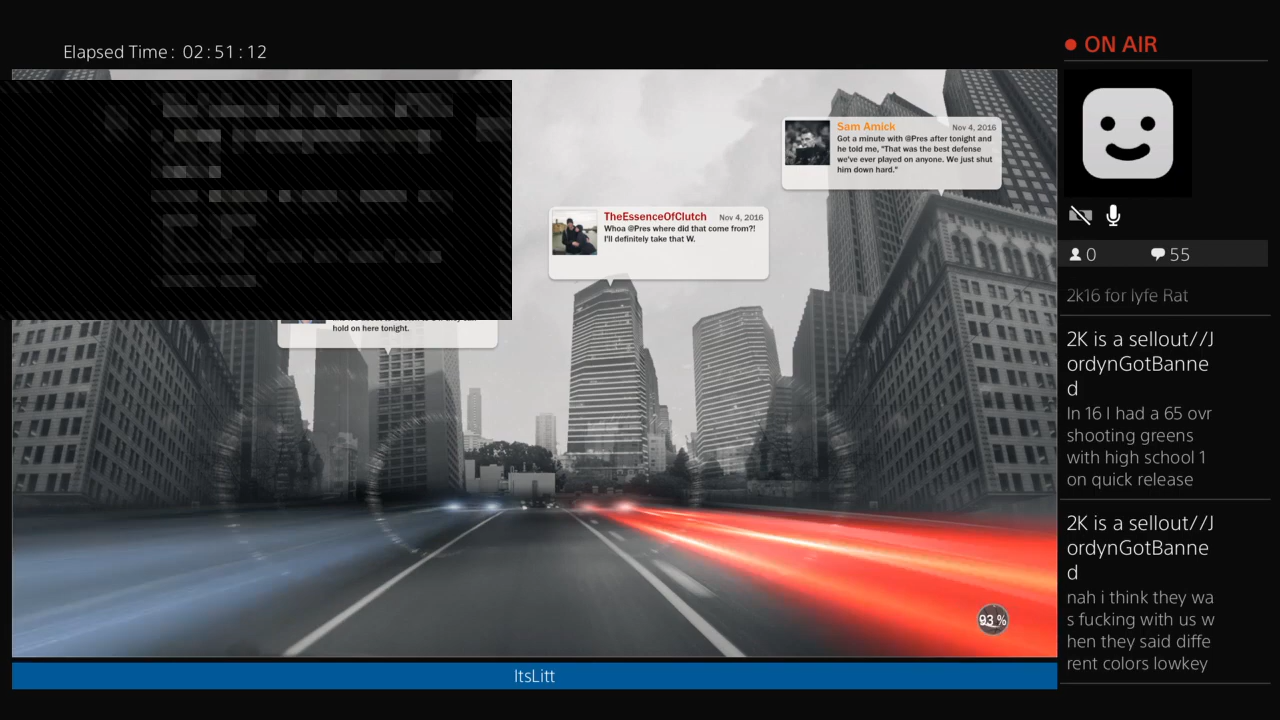 Elapsed Time: 02:51:12
ON AIR
Sam Amick Nov 4, 2016
Got a minute with @Pres after tonight and
he told me, "That was the best defense
we've ever played on anyone. We just shut
him down hard."
TheEssenceOfClutch Nov 4, 2016
Whoa @Pres where did that come from?!
I'll definitely take that W.
hold on here tonight.
93 %
ItsLitt
0 55
2k16 for lyfe Rat
2K is a sellout//J
ordynGotBanne
d
In 16 I had a 65 ovr
shooting greens
with high school 1
on quick release
2K is a sellout//J
ordynGotBanne
d
nah i think they wa
s fucking with us w
hen they said diffe
rent colors lowkey